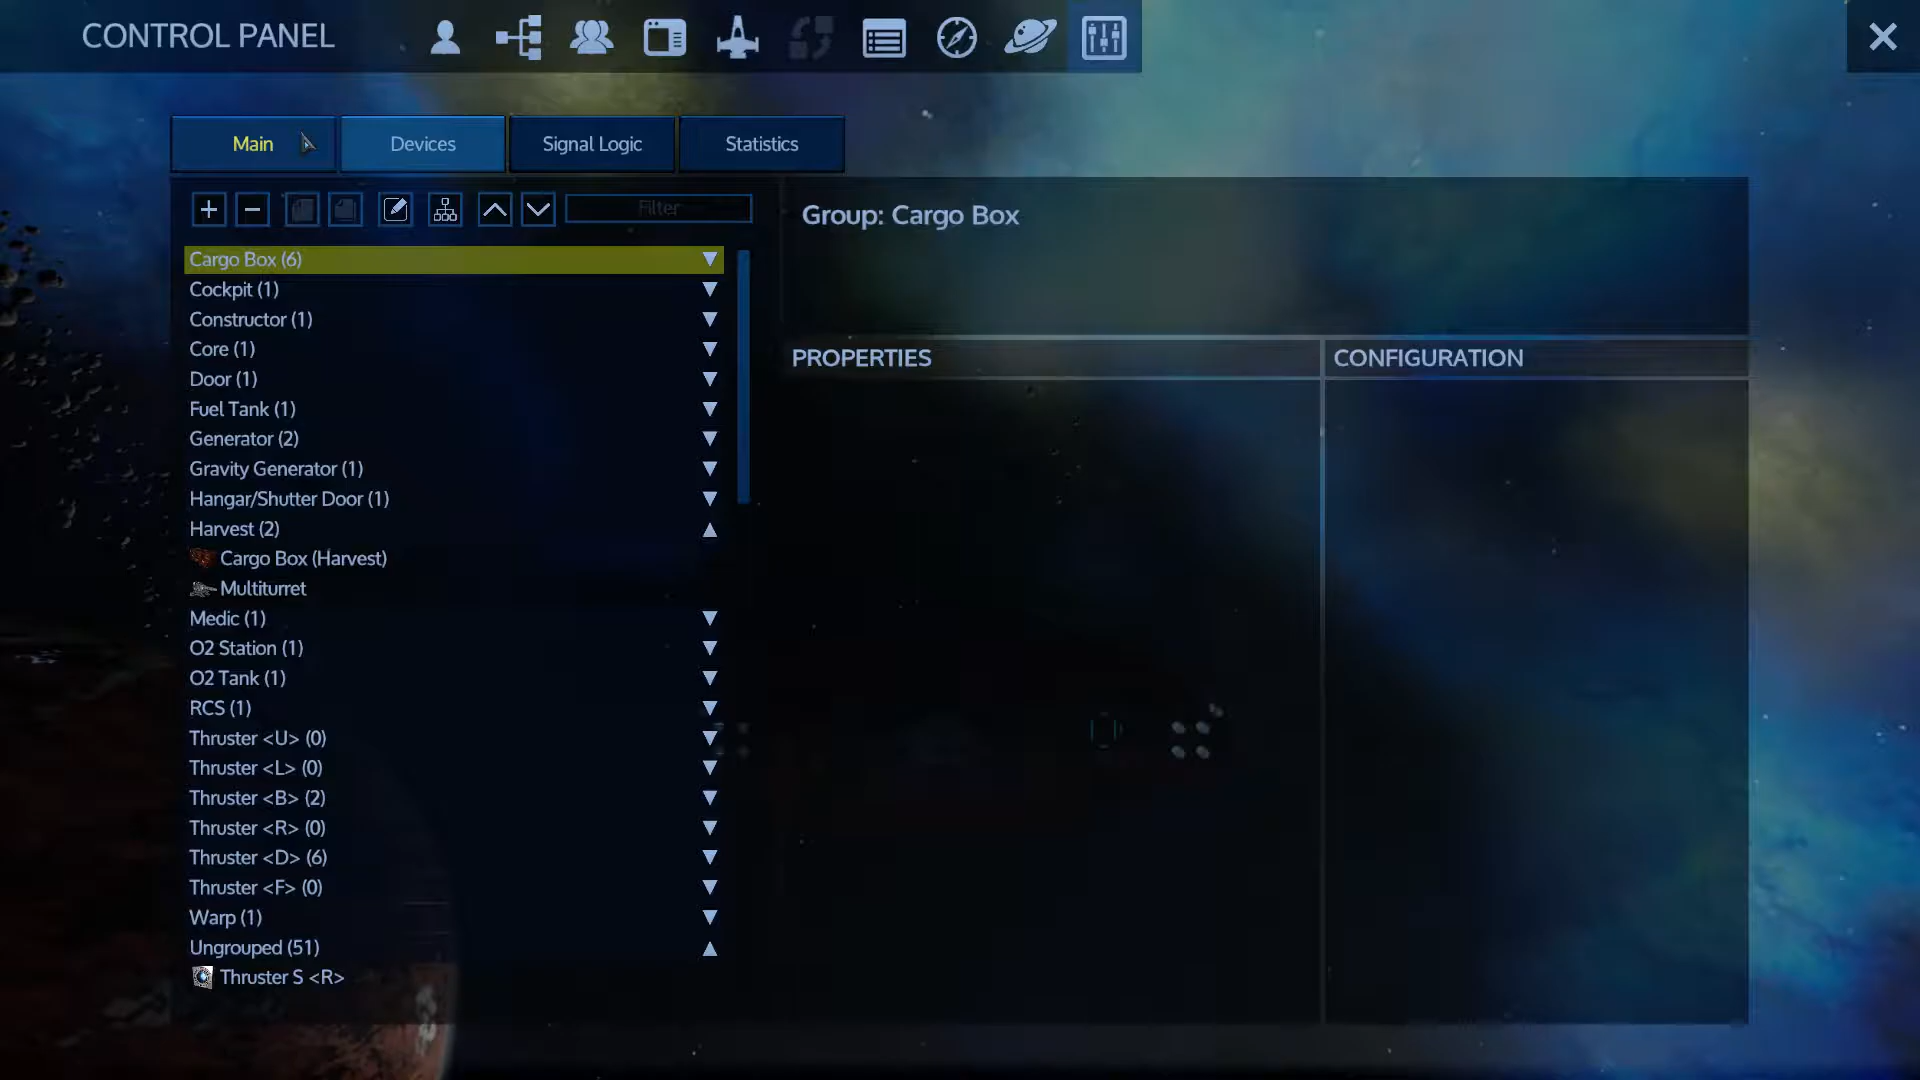 CONTROL PANEL
Main
Devices
Signal Logic
Statistics
Filter
Cargo Box (6)
Cockpit (1)
Constructor (1)
Core (1)
Door (1)
Fuel Tank (1)
Generator (2)
Gravity Generator (1)
Hangar/Shutter Door (1)
Harvest (2)
Cargo Box (Harvest)
Multiturret
Medic (1)
O2 Station (1)
O2 Tank (1)
RCS (1)
Thruster <U> (0)
Thruster <L> (0)
Thruster <B> (2)
Thruster <R> (0)
Thruster <D> (6)
Thruster <F> (0)
Warp (1)
Ungrouped (51)
Thruster S <R>
Group: Cargo Box
PROPERTIES
CONFIGURATION